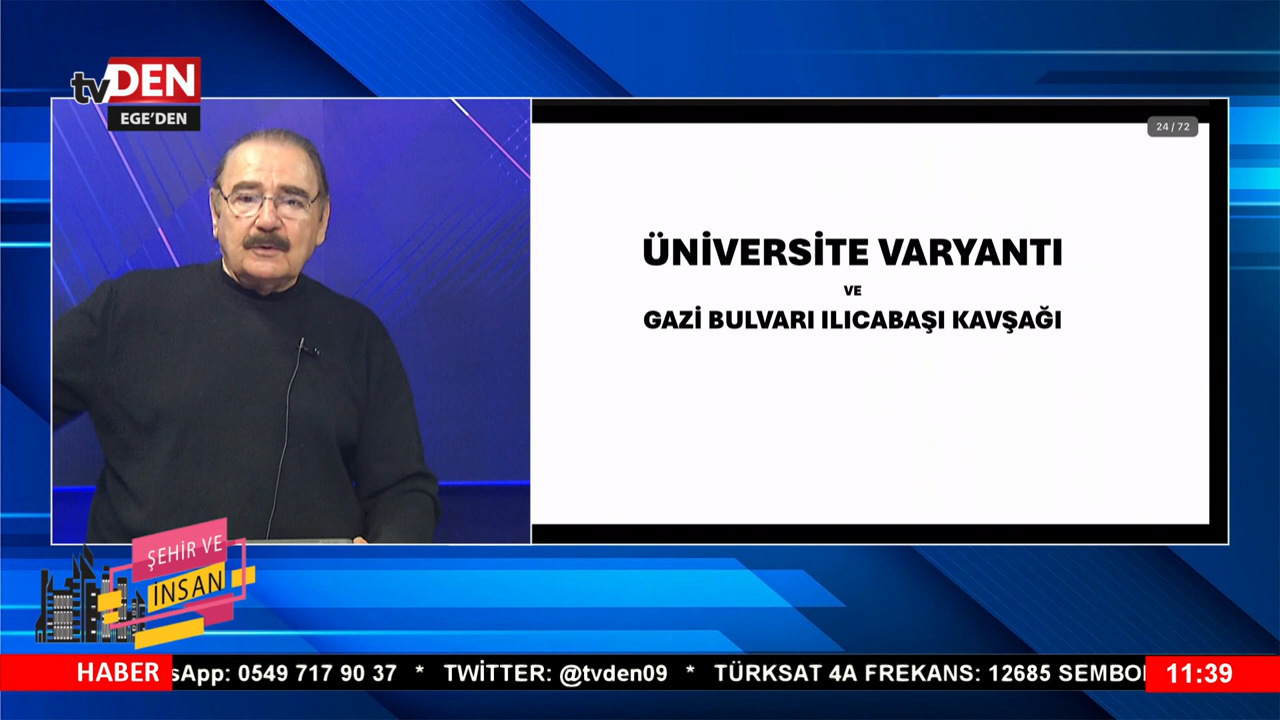 tvDEN
EGE'DEN
24 / 72
ÜNİVERSİTE VARYANTI
VE
GAZİ BULVARI ILICABAŞI KAVŞAĞI
ŞEHİR VE
İNSAN
HABER
sApp: 0549 717 90 37 * TWİTTER: @tvden09 * TÜRKSAT 4A FREKANS: 12685 SEMBO
11:39